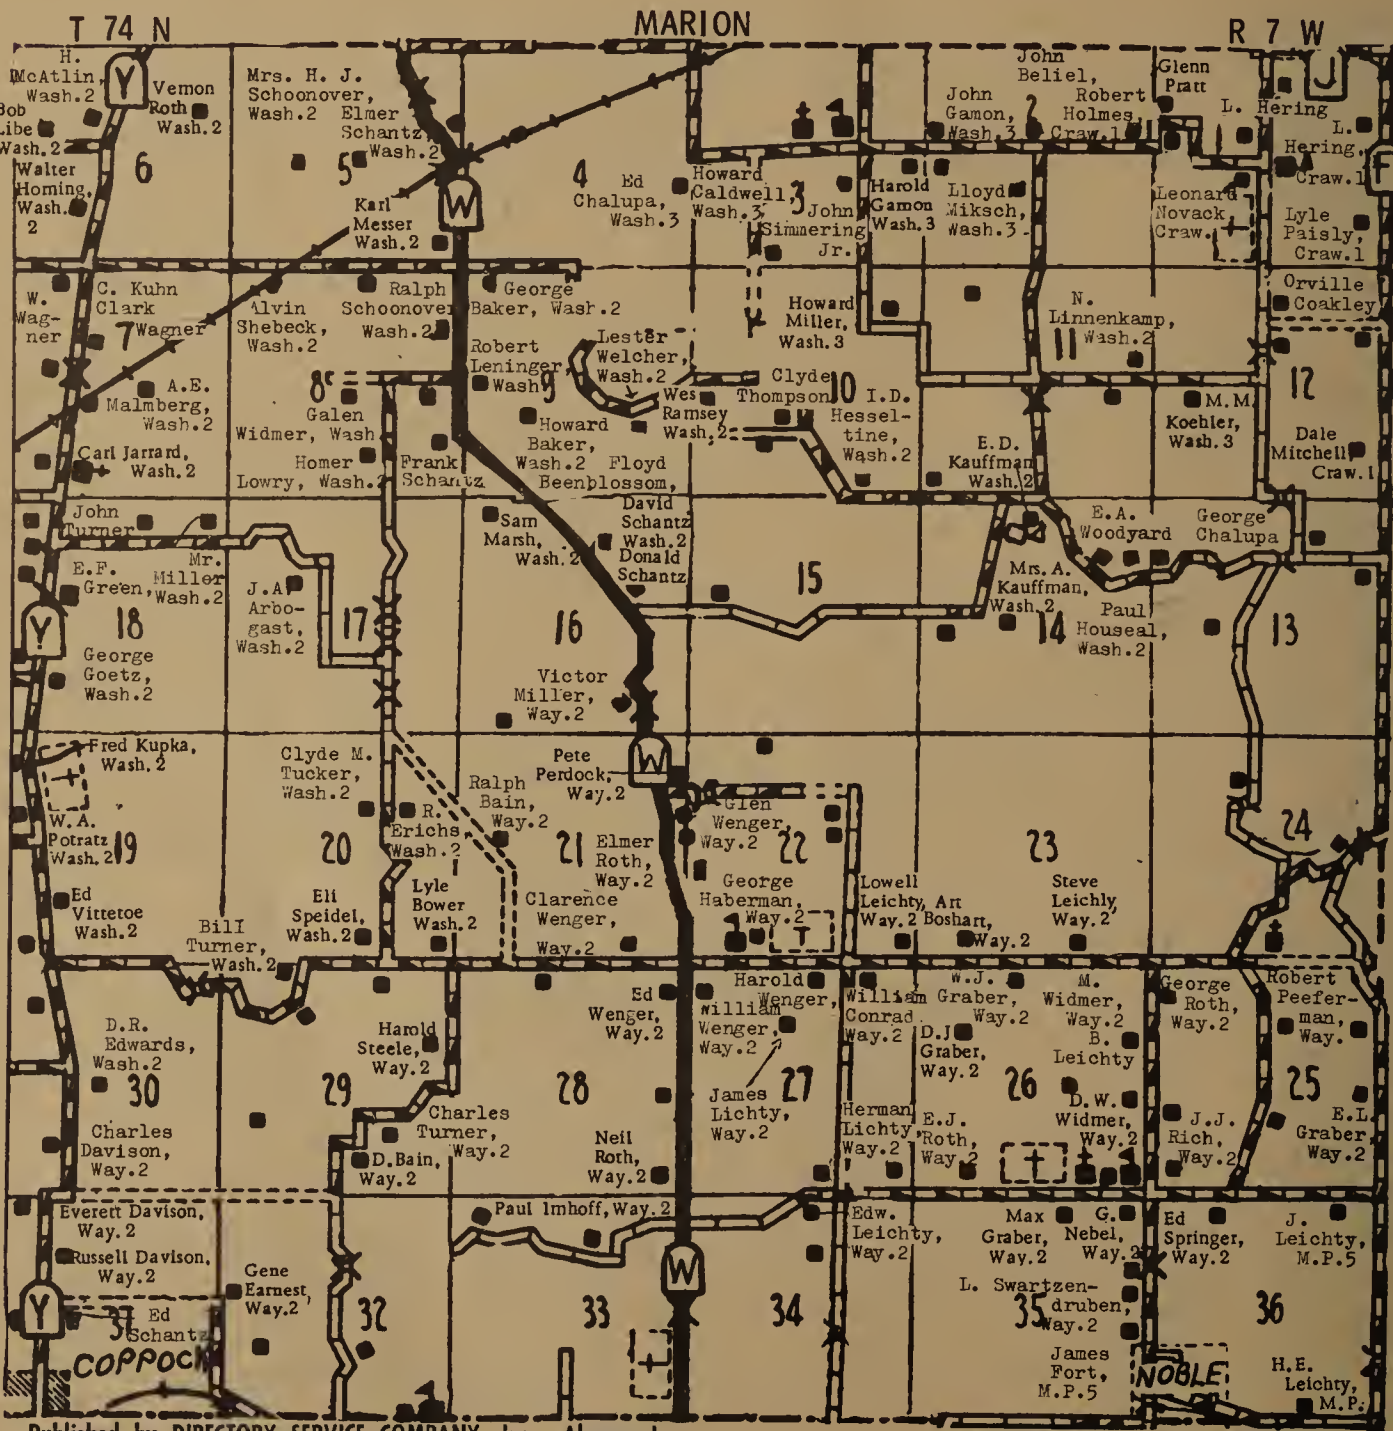 T 74 N
MARION
R 7 W
H.
McAtlin,
Wash.2
Y
Vernon
Roth
Wash.2
Bob
Libe
Wash.2
Walter
Horning,
Wash.
2
6
Mrs. H. J.
Schoonover,
Wash.2
Elmer
Schantz,
Wash.2
5
Karl
Messer
Wash.2
W
4
Ed
Chalupa,
Wash.3
Howard
Caldwell,
Wash.3
3
John
Simmering
Jr.
Harold
Gamon
Wash.3
John
Gamon,
Wash.3
Lloyd
Miksch,
Wash.3
2
John
Beliel,
Robert
Holmes,
Craw.1
Glenn
Pratt
L. Hering
J
L.
Hering,
Craw.1
F
Leonard
Novack
Craw.
Lyle
Paisly,
Craw.1
Orville
Coakley
W.
Wag-
ner
C. Kuhn
Clark
Wagner
7
A.E.
Malmberg,
Wash.2
Carl Jarrard,
Wash.2
Alvin
Shebeck,
Wash.2
Ralph
Schoonover
Wash.2
George
Baker, Wash.2
8
Galen
Widmer, Wash
Homer
Lowry, Wash.2
Frank
Schantz
Robert
Leninger,
Wash
9
Lester
Welcher,
Wash.2
Howard
Baker,
Wash.2
Wes
Ramsey
Wash.2
Floyd
Beenblossom,
Howard
Miller,
Wash.3
Clyde
Thompson
10
I.D.
Hessel-
tine,
Wash.2
N.
Linnenkamp,
Wash.2
11
E.D.
Kauffman
Wash.2
M.M.
Koehler,
Wash.3
12
Dale
Mitchell,
Craw.1
John
Turner
E.F.
Green,
Mr.
Miller
Wash.2
J.A.
Arbo-
gast,
Wash.2
17
Y
18
George
Goetz,
Wash.2
Sam
Marsh,
Wash.2
David
Schantz
Wash.2
Donald
Schantz
16
Victor
Miller,
Way.2
15
Mrs. A.
Kauffman,
Wash.2
14
E.A.
Woodyard
Paul
Houseal,
Wash.2
George
Chalupa
13
Fred Kupka,
Wash.2
W.A.
Potratz
Wash.2
19
Ed
Vittetoe
Wash.2
Clyde M.
Tucker,
Wash.2
20
R.
Erichs
Wash.2
Eli
Speidel,
Wash.2
Lyle
Bower
Wash.2
Bill
Turner,
Wash.2
Ralph
Bain,
Way.2
Pete
Perdock,
Way.2
W
21
Elmer
Roth,
Way.2
Clarence
Wenger,
Way.2
Glen
Wenger,
Way.2
22
George
Haberman,
Way.2
Lowell
Leichty,
Way.2
Art
Boshart,
Way.2
23
Steve
Leichly,
Way.2
24
D.R.
Edwards,
Wash.2
30
Charles
Davison,
Way.2
Harold
Steele,
Way.2
29
Charles
Turner,
Way.2
D.Bain,
Way.2
Ed
Wenger,
Way.2
28
Neil
Roth,
Way.2
Harold
Wenger,
William
Wenger,
Way.2
James
Lichty,
Way.2
27
William
Conrad
Way.2
W.J.
Graber,
Way.2
D.J
Graber,
Way.2
M.
Widmer,
Way.2
B.
Leichty
26
D.W.
Widmer,
Way.2
Herman
Lichty,
Way.2
E.J.
Roth,
Way.2
George
Roth,
Way.2
Robert
Peefer-
man,
Way.
25
J.J.
Rich,
Way.2
E.L.
Graber,
Way.2
Everett Davison,
Way.2
Russell Davison,
Way.2
Y
31
Ed
Schantz
COPPOCK
Gene
Earnest,
Way.2
32
Paul Imhoff, Way.2
33
W
34
Edw.
Leichty,
Way.2
Max
Graber,
Way.2
G.
Nebel,
Way.2
L. Swartzen-
druben,
Way.2
35
James
Fort,
M.P.5
Ed
Springer,
Way.2
J.
Leichty,
M.P.5
36
NOBLE
H.E.
Leichty,
M.P.
Published by DIRECTORY SERVICE COMPANY